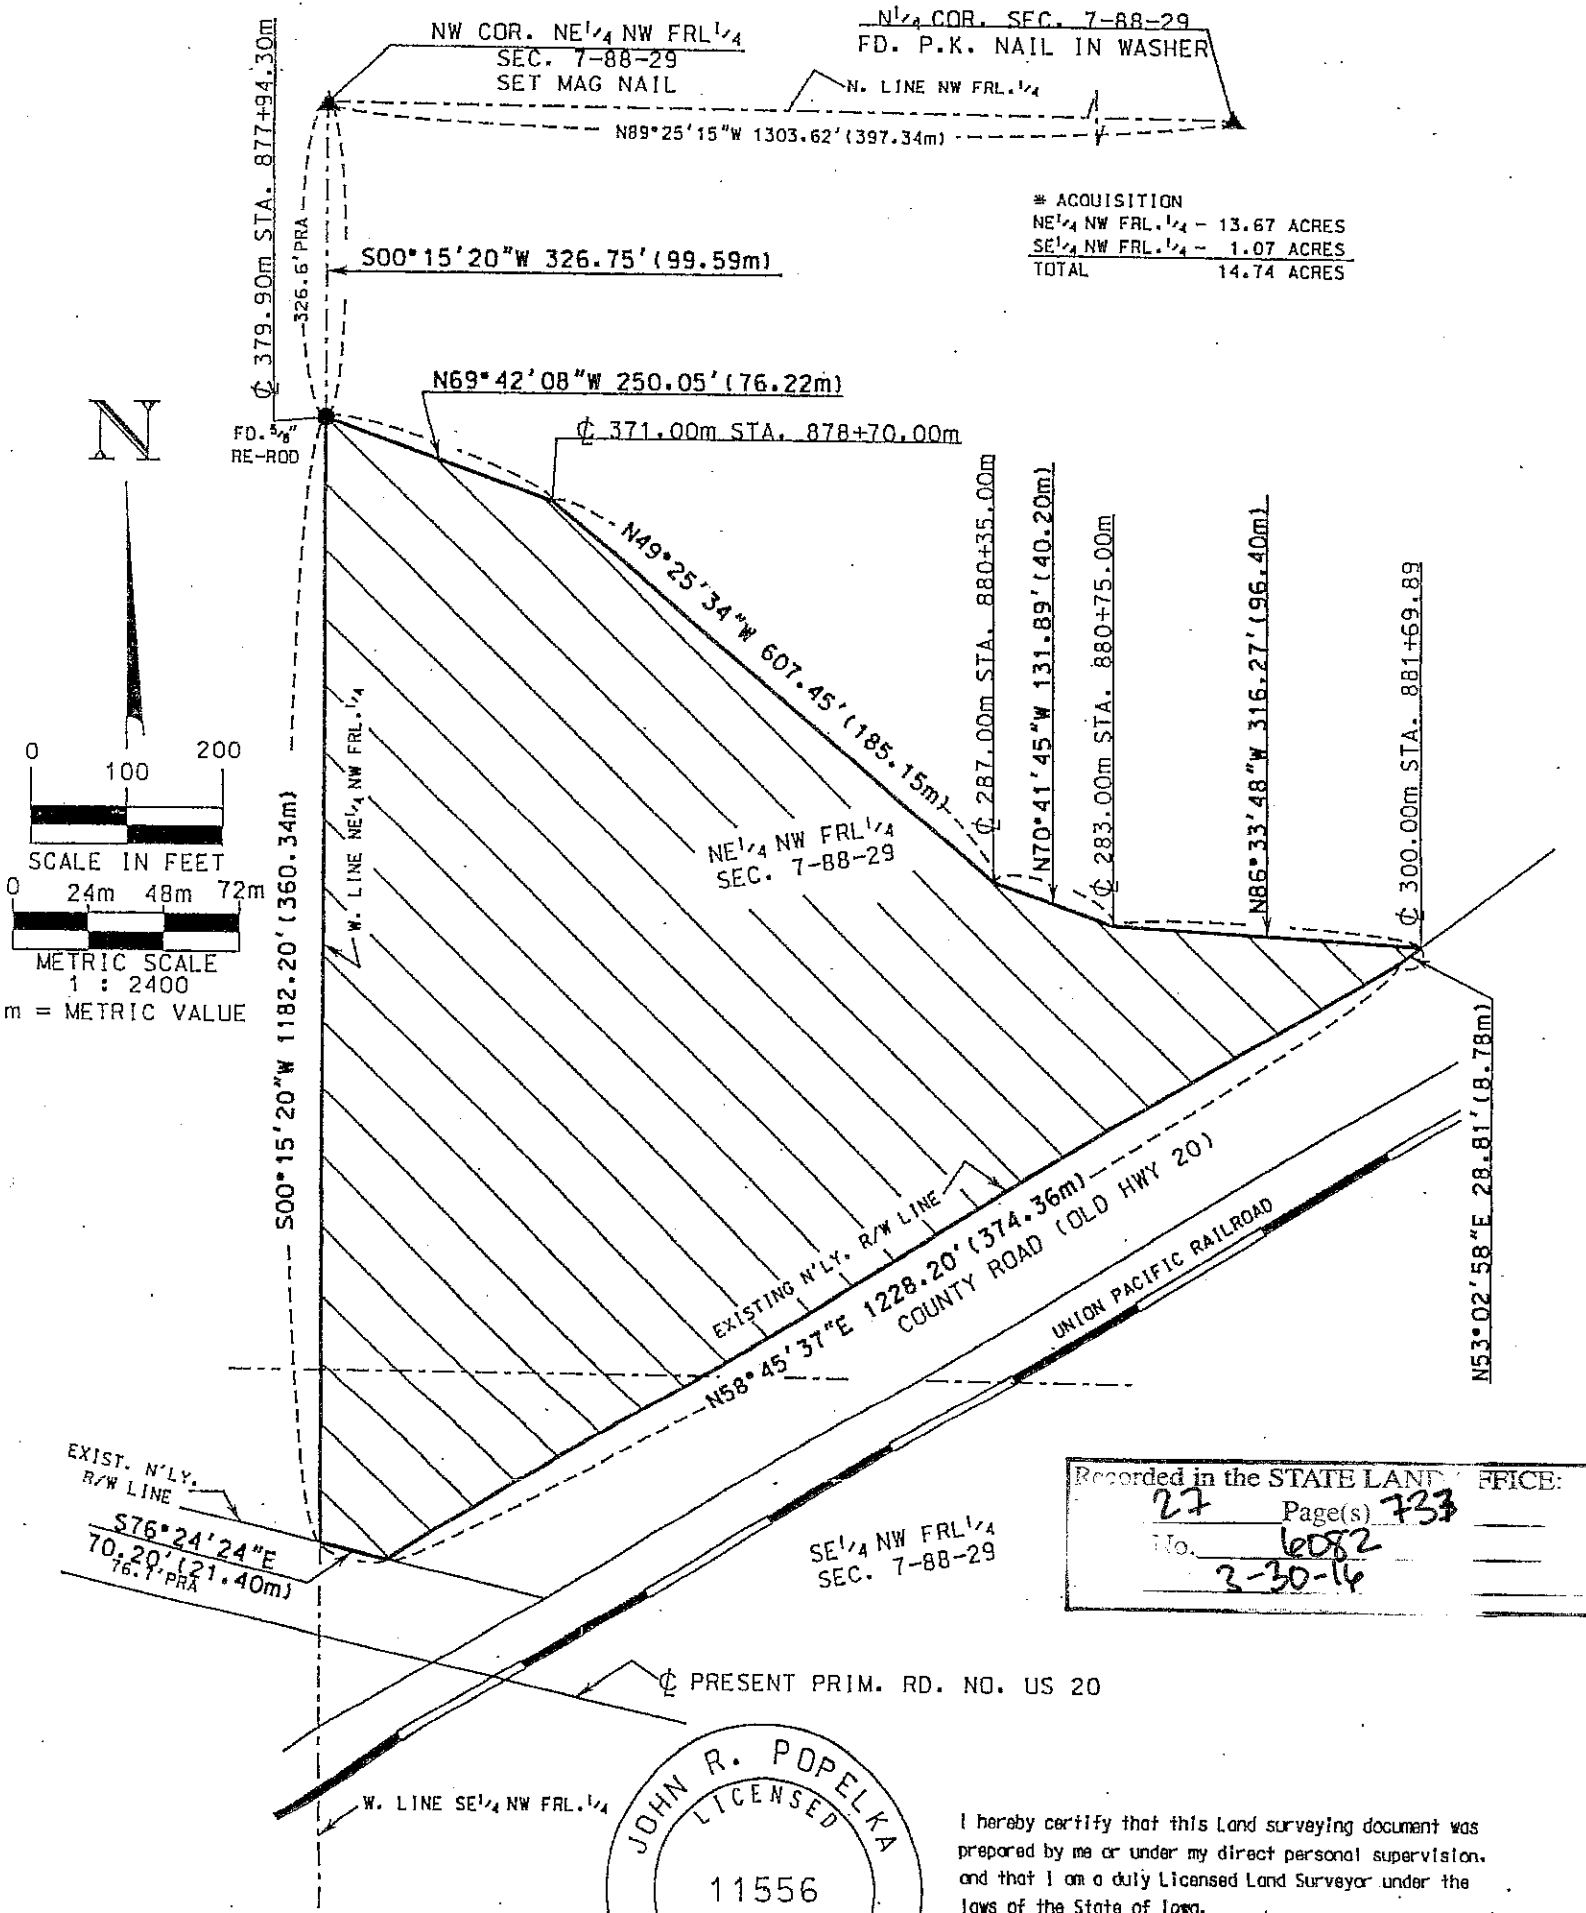 NW COR. NE1/4 NW FRL1/4
SEC. 7-88-29
SET MAG NAIL
N1/4 COR. SEC. 7-88-29
FD. P.K. NAIL IN WASHER
N. LINE NW FRL.1/4
N89°25'15"W 1303.62'(397.34m)
* ACQUISITION
NE1/4 NW FRL.1/4 - 13.67 ACRES
SE1/4 NW FRL.1/4 - 1.07 ACRES
TOTAL 14.74 ACRES
℄ 379.90m STA. 877+94.30m
326.6'PRA
S00°15'20"W 326.75'(99.59m)
N69°42'08"W 250.05'(76.22m)
℄ 371.00m STA. 878+70.00m
N
FD. 5/8"
RE-ROD
N49°25'34"W 607.45'(185.15m)
℄ 287.00m STA. 880+35.00m
N70°41'45"W 131.89'(40.20m)
℄ 283.00m STA. 880+75.00m
N86°33'48"W 316.27'(96.40m)
℄ 300.00m STA. 881+69.89
0 100 200
SCALE IN FEET
0 24m 48m 72m
METRIC SCALE
1 : 2400
m = METRIC VALUE
W. LINE NE1/4 NW FRL.1/4
S00°15'20"W 1182.20'(360.34m)
NE1/4 NW FRL1/4
SEC. 7-88-29
N53°02'58"E 28.81'(8.78m)
EXISTING N'LY. R/W LINE
N58°45'37"E 1228.20'(374.36m)
COUNTY ROAD (OLD HWY 20)
UNION PACIFIC RAILROAD
EXIST. N'LY.
R/W LINE
S76°24'24"E
70.20'(21.40m)
76.7'PRA
SE1/4 NW FRL1/4
SEC. 7-88-29
Recorded in the STATE LAND FFICE:
27 Page(s) 733
No. 6082
3-30-16
℄ PRESENT PRIM. RD. NO. US 20
W. LINE SE1/4 NW FRL.1/4
JOHN R. POPELKA
LICENSED
11556
I hereby certify that this Land surveying document was
prepared by me or under my direct personal supervision.
and that I am a duly Licensed Land Surveyor under the
laws of the State of Iowa.